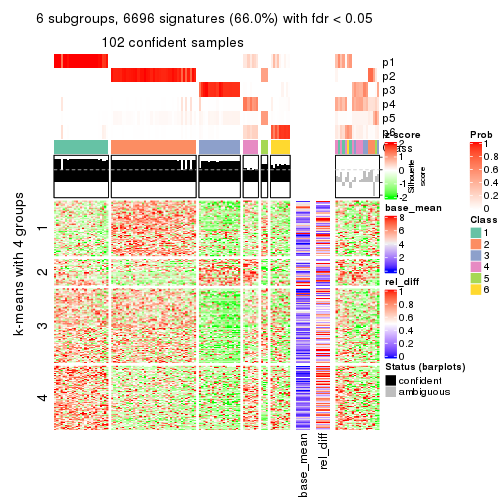 6 subgroups, 6696 signatures (66.0%) with fdr < 0.05
102 confident samples
p1
p2
p3
p4
p5
p6
Class
z-score
2
1
0
-1
-2
Silhouette
score
Prob
1
0.8
0.6
0.4
0.2
0
base_mean
8
6
4
2
0
Class
1
2
3
4
5
6
rel_diff
1
0.8
0.6
0.4
0.2
0
Status (barplots)
confident
ambiguous
k-means with 4 groups
1
2
3
4
base_mean
rel_diff